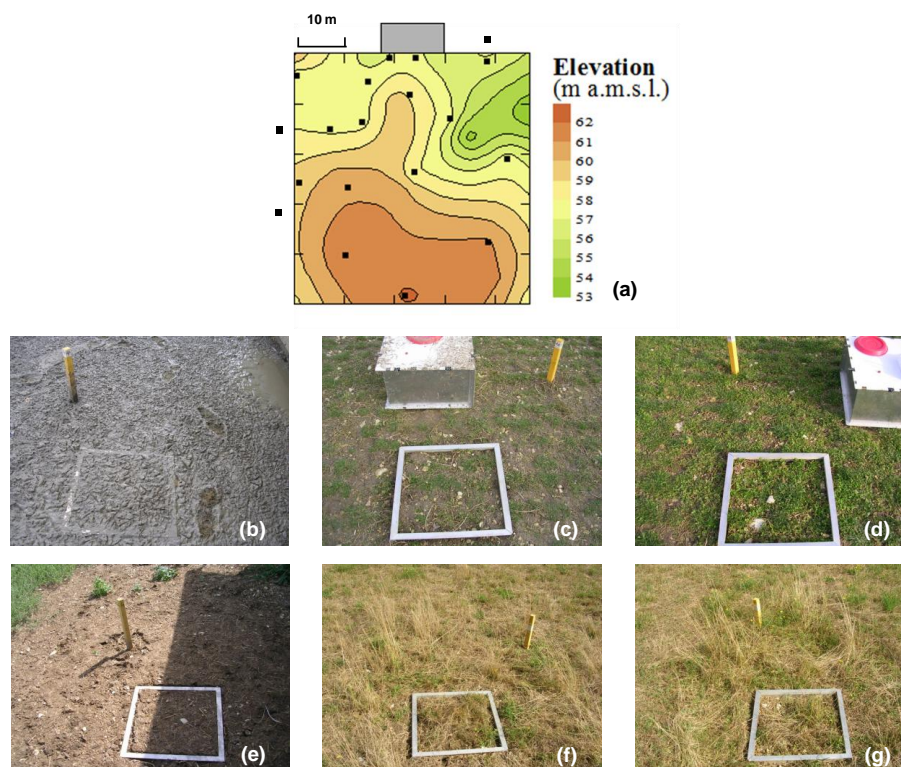 10 m
Elevation
(m a.m.s.l.)
62
61
60
59
58
57
56
55
54
53
(a)
(b)
(c)
(d)
(e)
(f)
(g)